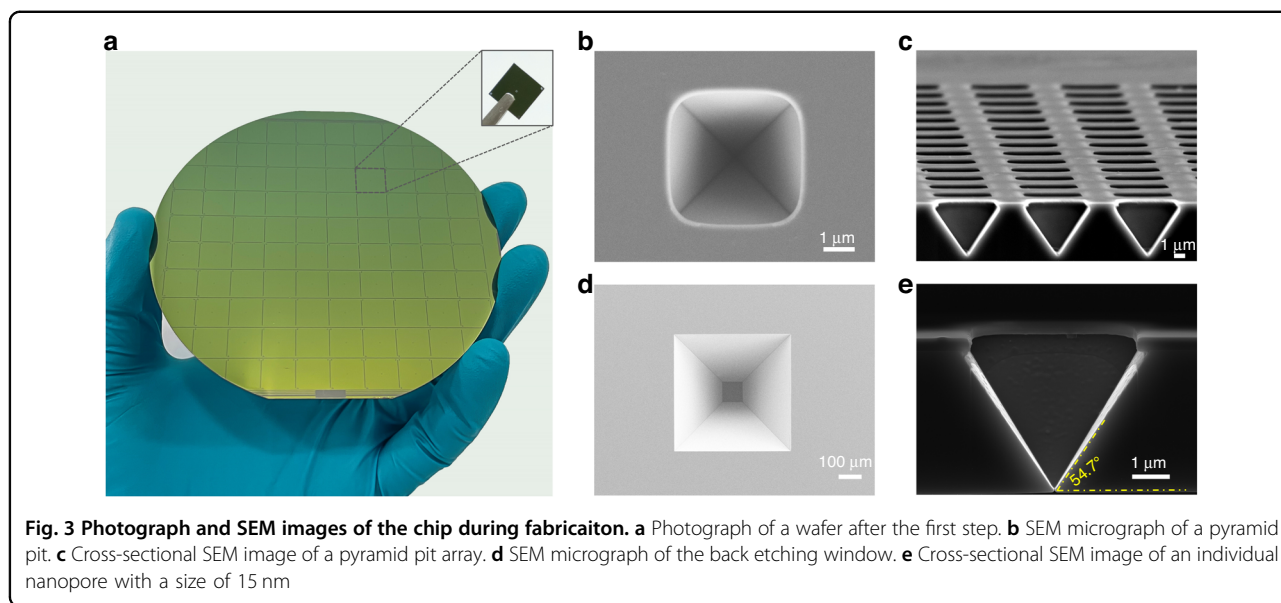 a
b
c
1 μm
1 μm
d
e
100 μm
54.7°
1 μm
Fig. 3 Photograph and SEM images of the chip during fabricaiton. a Photograph of a wafer after the first step. b SEM micrograph of a pyramid
pit. c Cross-sectional SEM image of a pyramid pit array. d SEM micrograph of the back etching window. e Cross-sectional SEM image of an individual
nanopore with a size of 15 nm